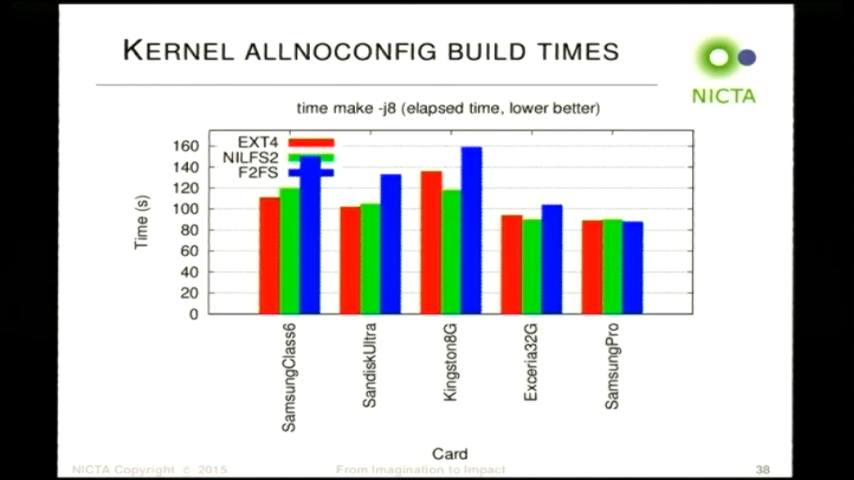 KERNEL ALLNOCONFIG BUILD TIMES
NICTA
time make -j8 (elapsed time, lower better)
EXT4
NILFS2
F2FS
160
140
120
100
80
60
40
20
0
Time (s)
SamsungClass6
SandiskUltra
Kingston8G
Exceria32G
SamsungPro
Card
NICTA Copyright c 2015
From Imagination to Impact
38